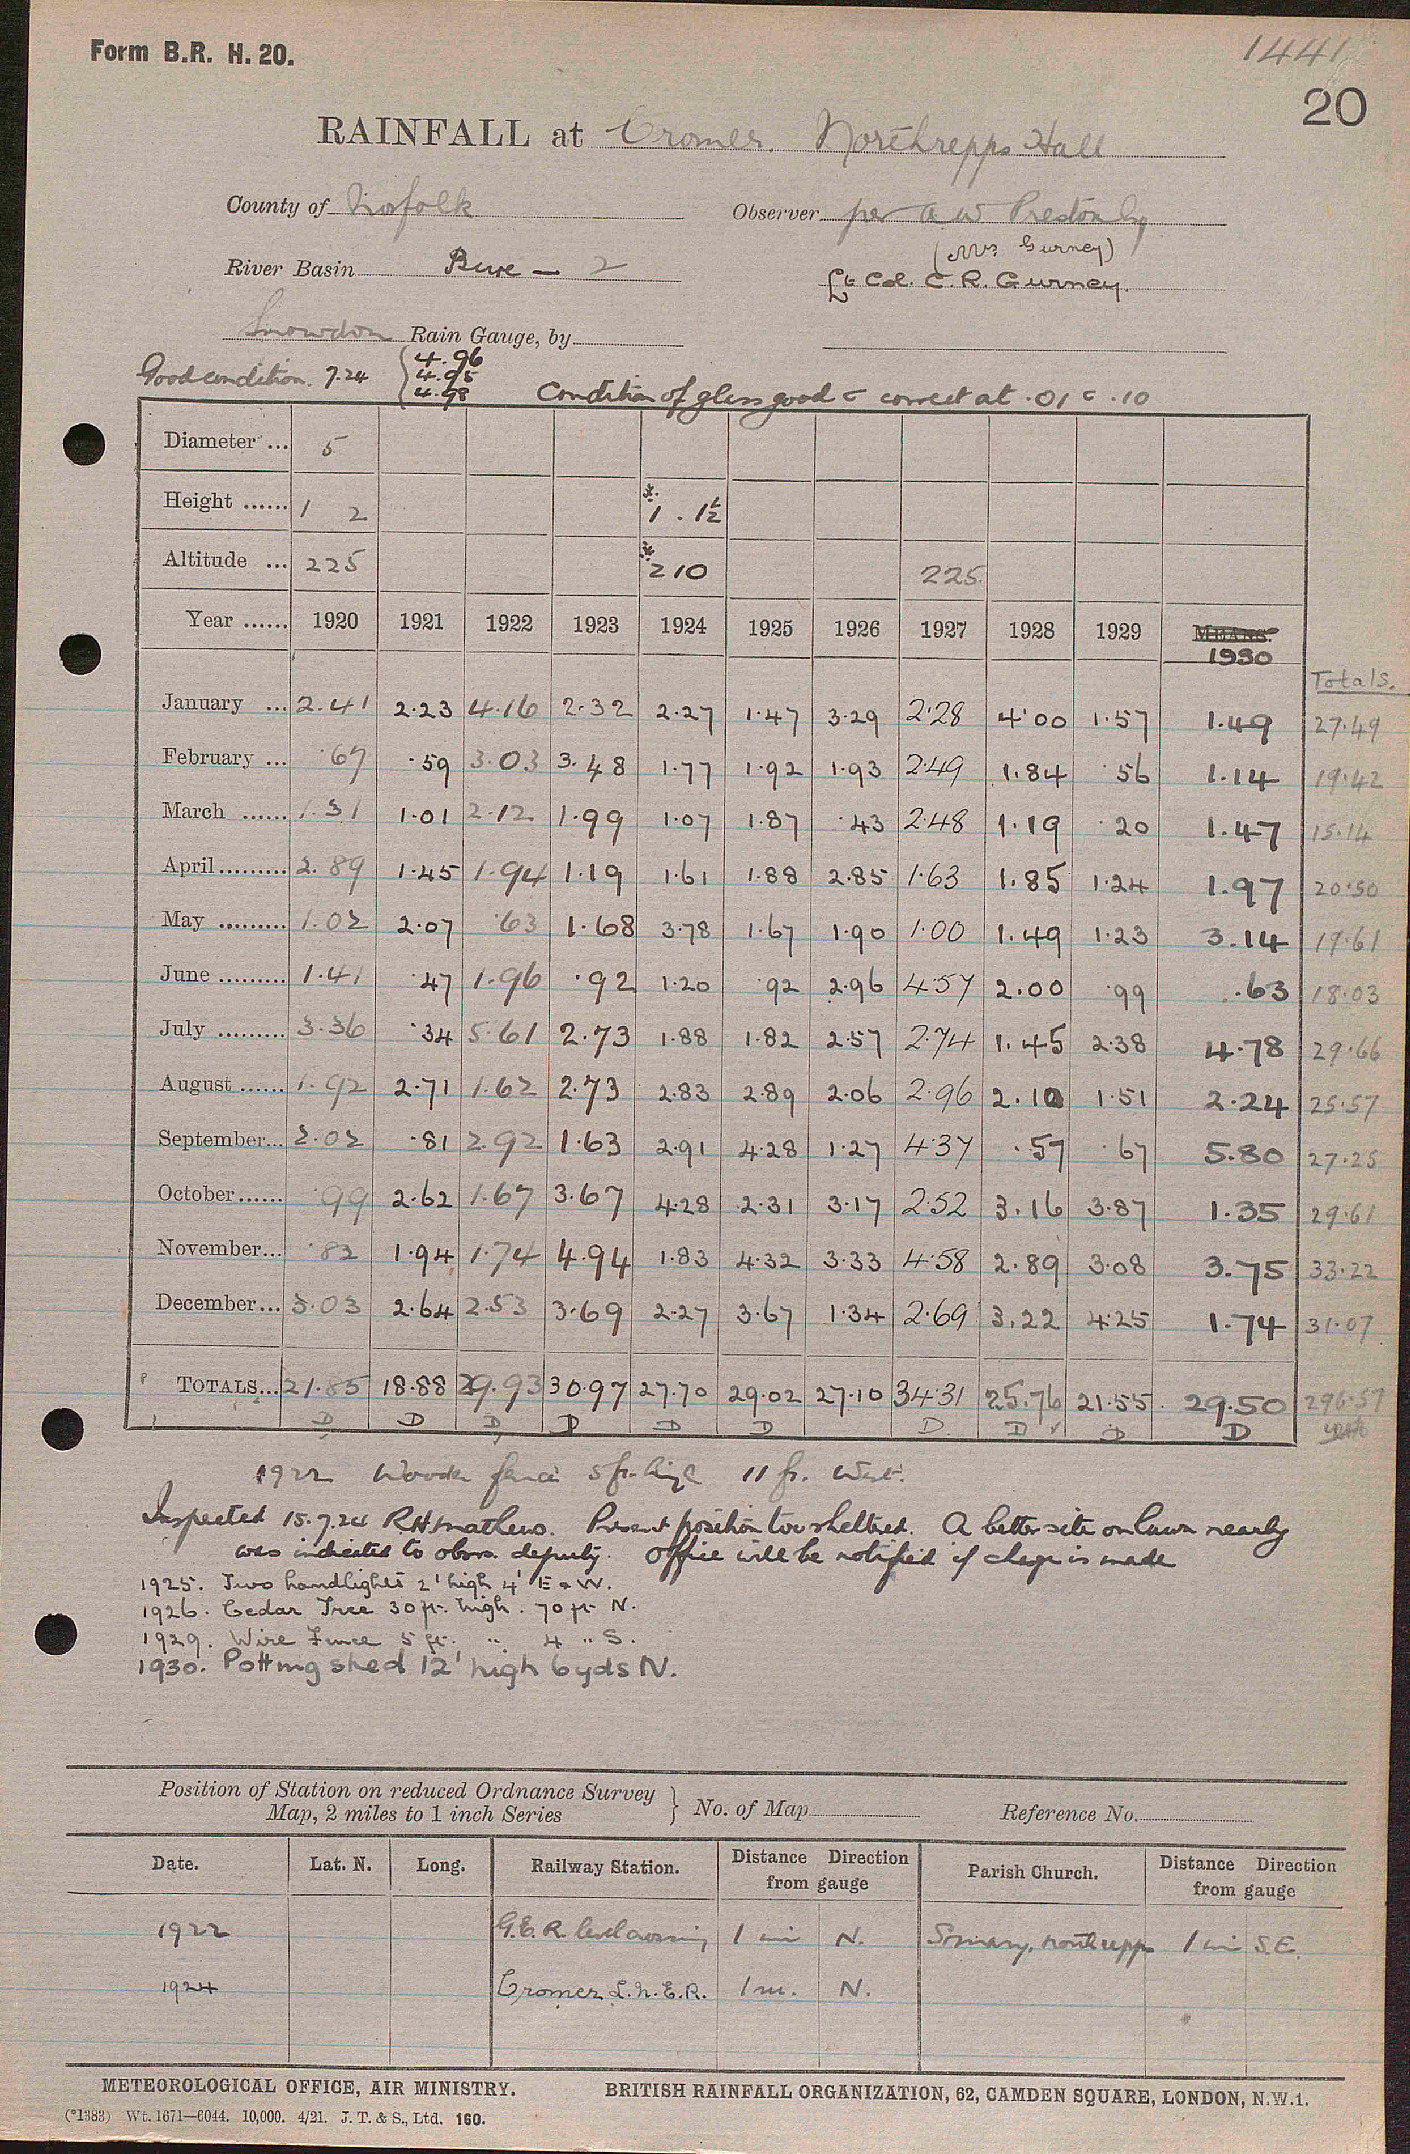 Form B.R. H. 20.
1441
20
RAINFALL at Cromer. Northrepps Hall
County of Norfolk
Observer per A W Preston Esq
(Mrs Gurney)
River Basin Bure — 2
Lt Col. C. R. Gurney.
Snowdon Rain Gauge, by
Good condition. 7.24 { 4.96
4.95
4.98
Condition of glass good & correct at .01 & .10
Diameter ... 5
Height ...... 1 2 * 1 . 1½
Altitude ... 225 * 210 225
Year ...... 1920 1921 1922 1923 1924 1925 1926 1927 1928 1929 MEANS. 1930
Totals.
January ... 2.41 2.23 4.16 2.32 2.27 1.47 3.29 2.28 4.00 1.57 1.49 27.49
February ... .67 .59 3.03 3.48 1.77 1.92 1.93 2.49 1.84 .56 1.14 19.42
March ...... 1.31 1.01 2.12 1.99 1.07 1.87 .43 2.48 1.19 .20 1.47 15.14
April ......... 2.89 1.45 1.94 1.19 1.61 1.88 2.85 1.63 1.85 1.24 1.97 20.50
May ......... 1.02 2.07 .63 1.68 3.78 1.67 1.90 1.00 1.49 1.23 3.14 17.61
June ......... 1.41 .47 1.96 .92 1.20 .92 2.96 4.57 2.00 .99 .63 18.03
July ......... 3.36 .34 5.61 2.73 1.88 1.82 2.57 2.74 1.45 2.38 4.78 29.66
August ...... 1.92 2.71 1.62 2.73 2.83 2.89 2.06 2.96 2.10 1.51 2.24 25.57
September... 2.02 .81 2.92 1.63 2.91 4.28 1.27 4.37 .57 .67 5.80 27.25
October...... .99 2.62 1.67 3.67 4.28 2.31 3.17 2.52 3.16 3.87 1.35 29.61
November... .82 1.94 1.74 4.94 1.83 4.32 3.33 4.58 2.89 3.08 3.75 33.22
December... 3.03 2.64 2.53 3.69 2.27 3.67 1.34 2.69 3.22 4.25 1.74 31.07
TOTALS... 21.85 18.88 29.93 30.97 27.70 29.02 27.10 34.31 25.76 21.55 29.50 296.57
D D D D D D D D ✓ D D
1922 Wooden fence 5 ft. high 11 ft. West.
Inspected 15.7.24 R H Mathews. Present position too sheltered. A better site on lawn nearby
was indicated to obsrs. deputy. Office will be notified if change is made
1925. Two handlights 2' high 4' E & W.
1926. Cedar Tree 30 ft. high. 70 ft N.
1929. Wire Fence 5 ft. " 4 " S.
1930. Potting shed 12' high 6 yds N.
Position of Station on reduced Ordnance Survey
Map, 2 miles to 1 inch Series } No. of Map Reference No.
Date. Lat. N. Long. Railway Station. Distance Direction from gauge Parish Church. Distance Direction from gauge
1922 G.E.R. level crossing 1 mi N. S. Mary, Northrepps 1 mi S.E.
1924 Cromer L.N.E.R. 1 m. N.
METEOROLOGICAL OFFICE, AIR MINISTRY. BRITISH RAINFALL ORGANIZATION, 62, CAMDEN SQUARE, LONDON, N.W.1.
(*1383) Wt. 1671—6044. 10,000. 4/21. J. T. & S., Ltd. 160.